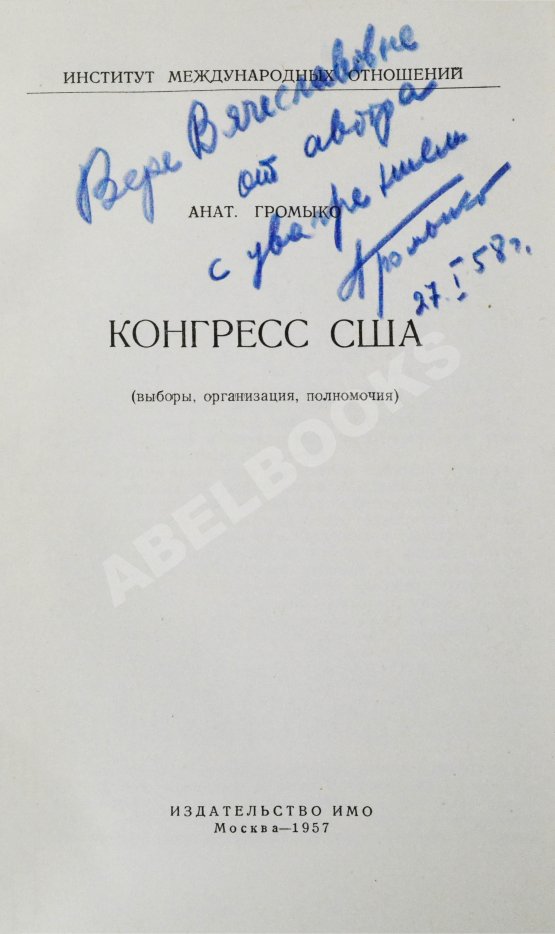 ИНСТИТУТ МЕЖДУНАРОДНЫХ ОТНОШЕНИЙ
Вере Вячеславовне
от автора
с уважением
Громыко
27.I.58г.
АНАТ. ГРОМЫКО
КОНГРЕСС США
(выборы, организация, полномочия)
ABELBOOKS
ИЗДАТЕЛЬСТВО ИМО
Москва—1957